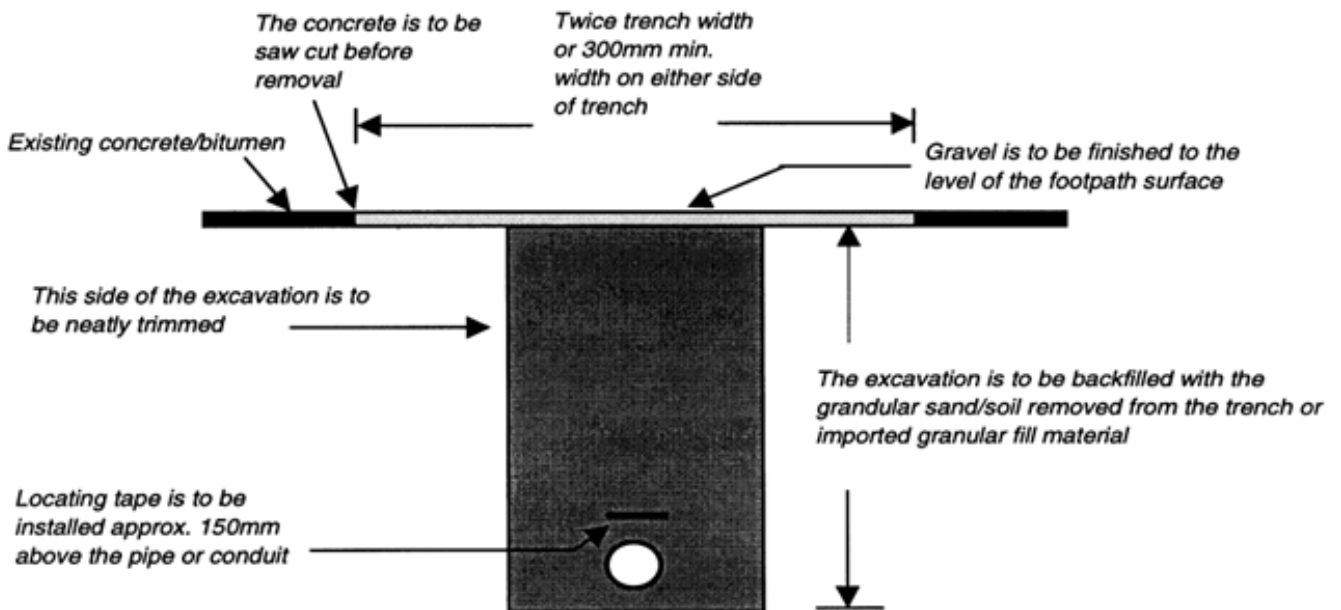 The concrete is to be
saw cut before
removal
Twice trench width
or 300mm min.
width on either side
of trench
Existing concrete/bitumen
Gravel is to be finished to the
level of the footpath surface
This side of the excavation is to
be neatly trimmed
The excavation is to be backfilled with the
grandular sand/soil removed from the trench or
imported granular fill material
Locating tape is to be
installed approx. 150mm
above the pipe or conduit